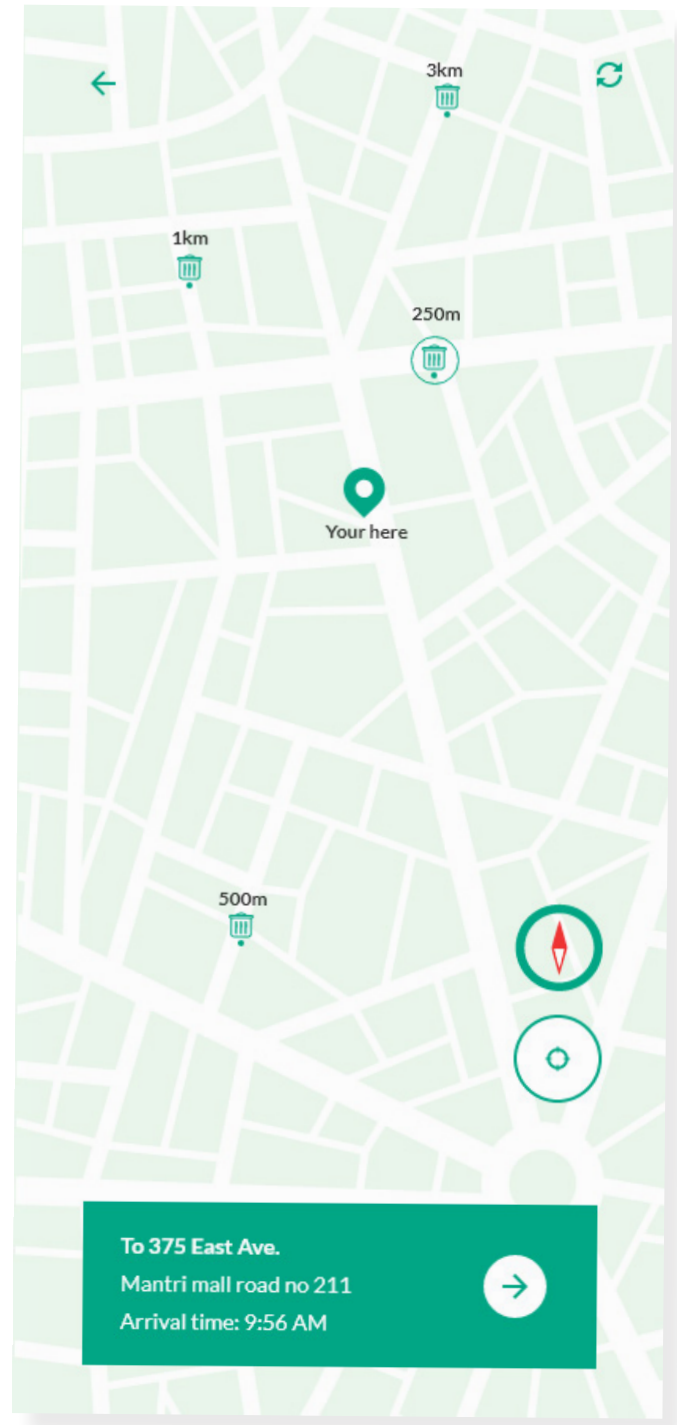 3km
1km
250m
Your here
500m
To 375 East Ave.
Mantri mall road no 211
Arrival time: 9:56 AM